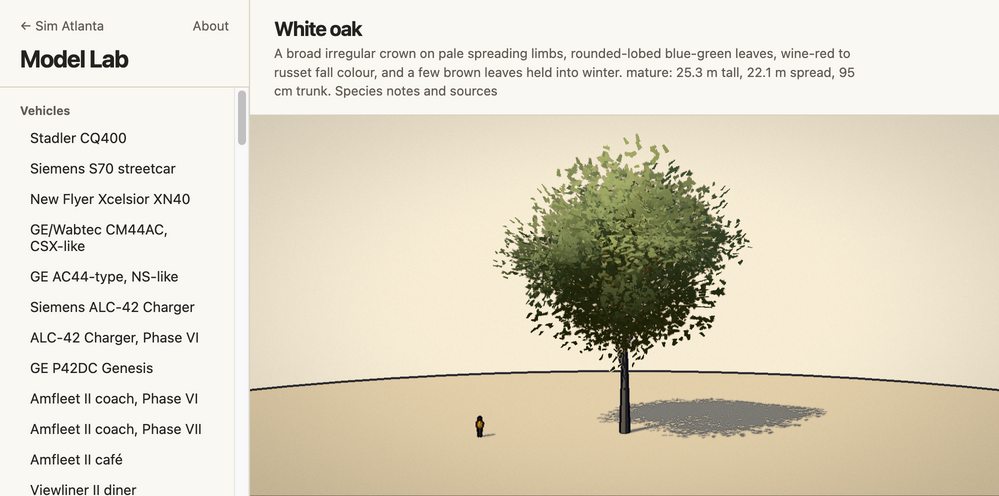 ← Sim Atlanta
About
Model Lab
Vehicles
Stadler CQ400
Siemens S70 streetcar
New Flyer Xcelsior XN40
GE/Wabtec CM44AC,
CSX-like
GE AC44-type, NS-like
Siemens ALC-42 Charger
ALC-42 Charger, Phase VI
GE P42DC Genesis
Amfleet II coach, Phase VI
Amfleet II coach, Phase VII
Amfleet II café
Viewliner II diner
White oak
A broad irregular crown on pale spreading limbs, rounded-lobed blue-green leaves, wine-red to
russet fall colour, and a few brown leaves held into winter. mature: 25.3 m tall, 22.1 m spread, 95
cm trunk. Species notes and sources